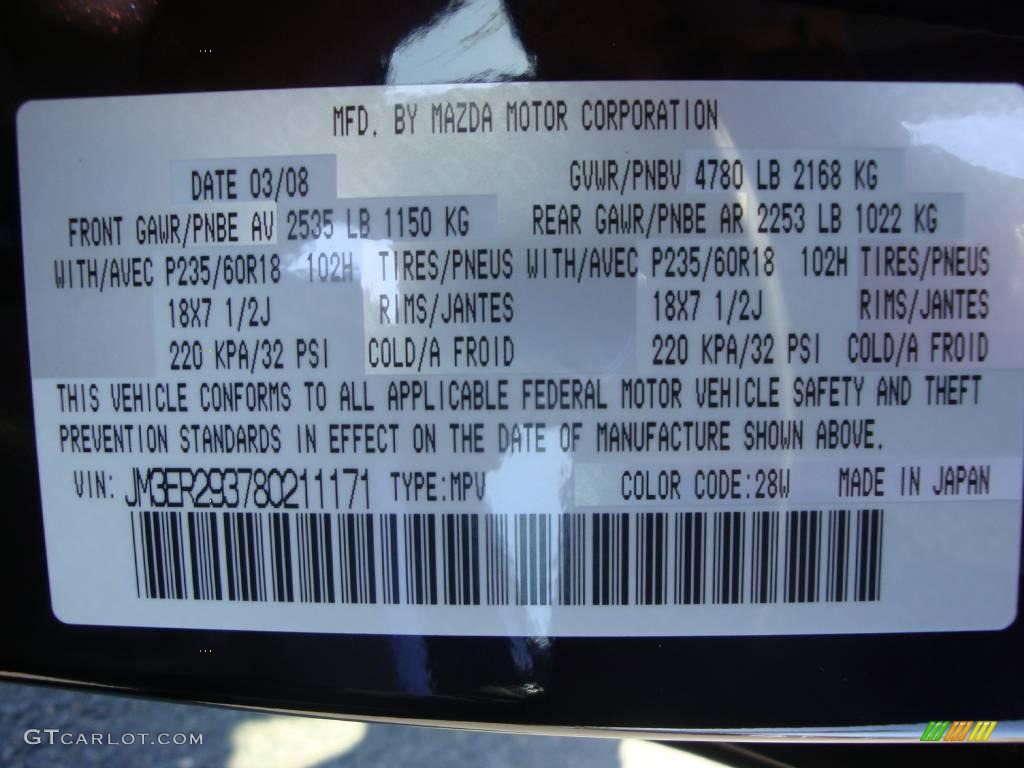 MFD. BY MAZDA MOTOR CORPORATION
DATE 03/08 GVWR/PNBV 4780 LB 2168 KG
FRONT GAWR/PNBE AV 2535 LB 1150 KG REAR GAWR/PNBE AR 2253 LB 1022 KG
WITH/AVEC P235/60R18 102H TIRES/PNEUS WITH/AVEC P235/60R18 102H TIRES/PNEUS
18X7 1/2J RIMS/JANTES 18X7 1/2J RIMS/JANTES
220 KPA/32 PSI COLD/A FROID 220 KPA/32 PSI COLD/A FROID
THIS VEHICLE CONFORMS TO ALL APPLICABLE FEDERAL MOTOR VEHICLE SAFETY AND THEFT
PREVENTION STANDARDS IN EFFECT ON THE DATE OF MANUFACTURE SHOWN ABOVE.
VIN: JM3ER293780211171 TYPE:MPV COLOR CODE:28W MADE IN JAPAN
GTCARLOT.COM